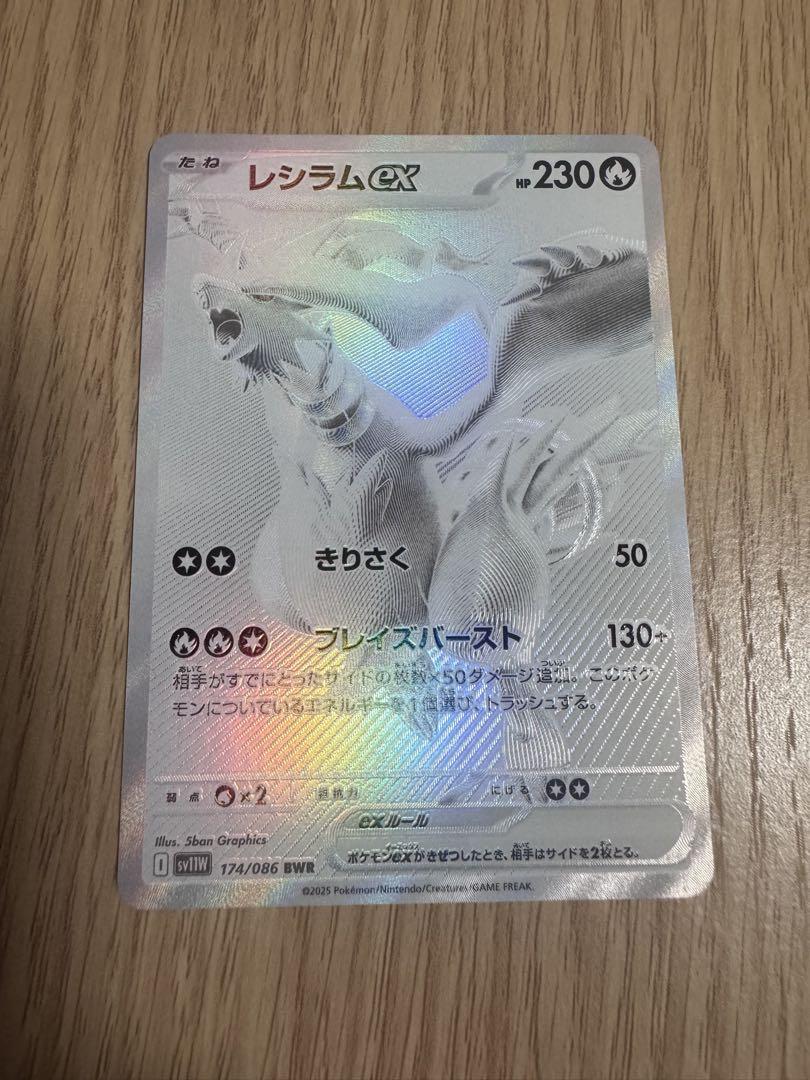 たね レシラムex HP230
きりさく 50
ブレイズバースト 130+
相手がすでにとったサイドの枚数×50ダメージ追加。このポケ
モンについているエネルギーを1個選び、トラッシュする。
弱点 ×2 抵抗力 にげる
exルール
ポケモンexがきぜつしたとき、相手はサイドを2枚とる。
Illus. 5ban Graphics
I sv11W 174/086 BWR
©2025 Pokémon/Nintendo/Creatures/GAME FREAK.